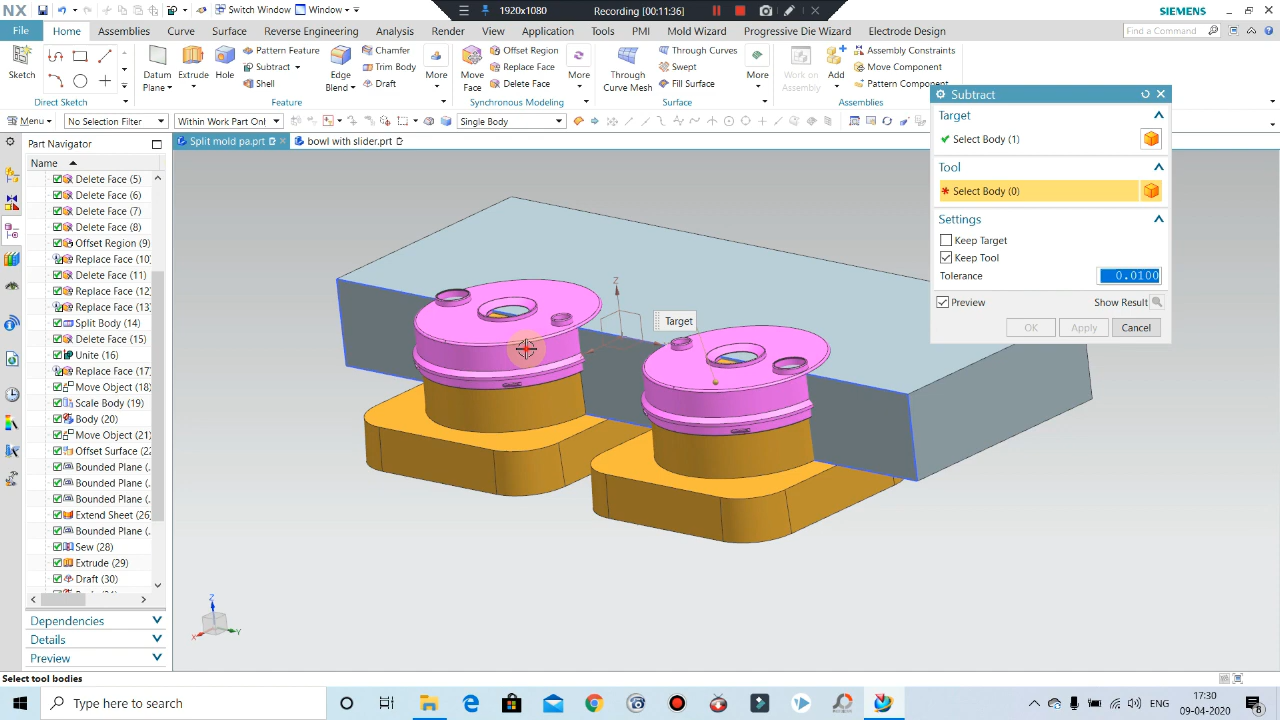 NX
Switch Window
Window
1920x1080
Recording [00:11:36]
SIEMENS
File
Home
Assemblies
Curve
Surface
Reverse Engineering
Analysis
Render
View
Application
Tools
PMI
Mold Wizard
Progressive Die Wizard
Electrode Design
Find a Command
Sketch
Direct Sketch
Datum Plane
Extrude
Hole
Pattern Feature
Subtract
Shell
Edge Blend
Chamfer
Trim Body
Draft
More
Feature
Move Face
Offset Region
Replace Face
Delete Face
More
Synchronous Modeling
Through Curve Mesh
Through Curves
Swept
Fill Surface
More
Surface
Work on Assembly
Add
Assembly Constraints
Move Component
Pattern Component
Assemblies
Menu
No Selection Filter
Within Work Part Onl
Single Body
Part Navigator
Split mold pa.prt
bowl with slider.prt
Name
Delete Face (5)
Delete Face (6)
Delete Face (7)
Delete Face (8)
Offset Region (9)
Replace Face (10)
Delete Face (11)
Replace Face (12)
Replace Face (13)
Split Body (14)
Delete Face (15)
Unite (16)
Replace Face (17)
Move Object (18)
Scale Body (19)
Body (20)
Move Object (21)
Offset Surface (22
Bounded Plane (.
Bounded Plane (.
Bounded Plane (.
Extend Sheet (26)
Bounded Plane (.
Sew (28)
Extrude (29)
Draft (30)
Dependencies
Details
Preview
Z
Target
Z
X
Y
Subtract
Target
Select Body (1)
Tool
* Select Body (0)
Settings
Keep Target
Keep Tool
Tolerance
0.0100
Preview
Show Result
OK
Apply
Cancel
Select tool bodies
Type here to search
ENG
17:30
09-04-2020